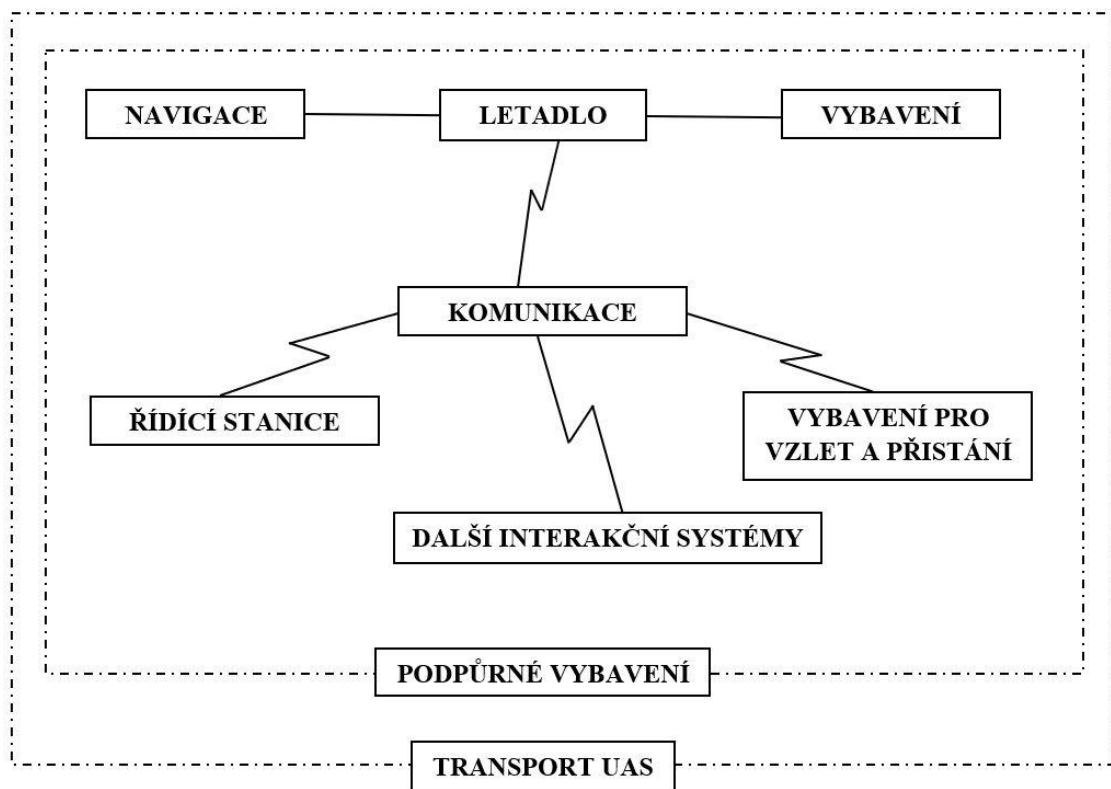 NAVIGACE
LETADLO
VYBAVENÍ
KOMUNIKACE
ŘÍDÍCÍ STANICE
VYBAVENÍ PRO
VZLET A PŘISTÁNÍ
DALŠÍ INTERAKČNÍ SYSTÉMY
PODPŮRNÉ VYBAVENÍ
TRANSPORT UAS